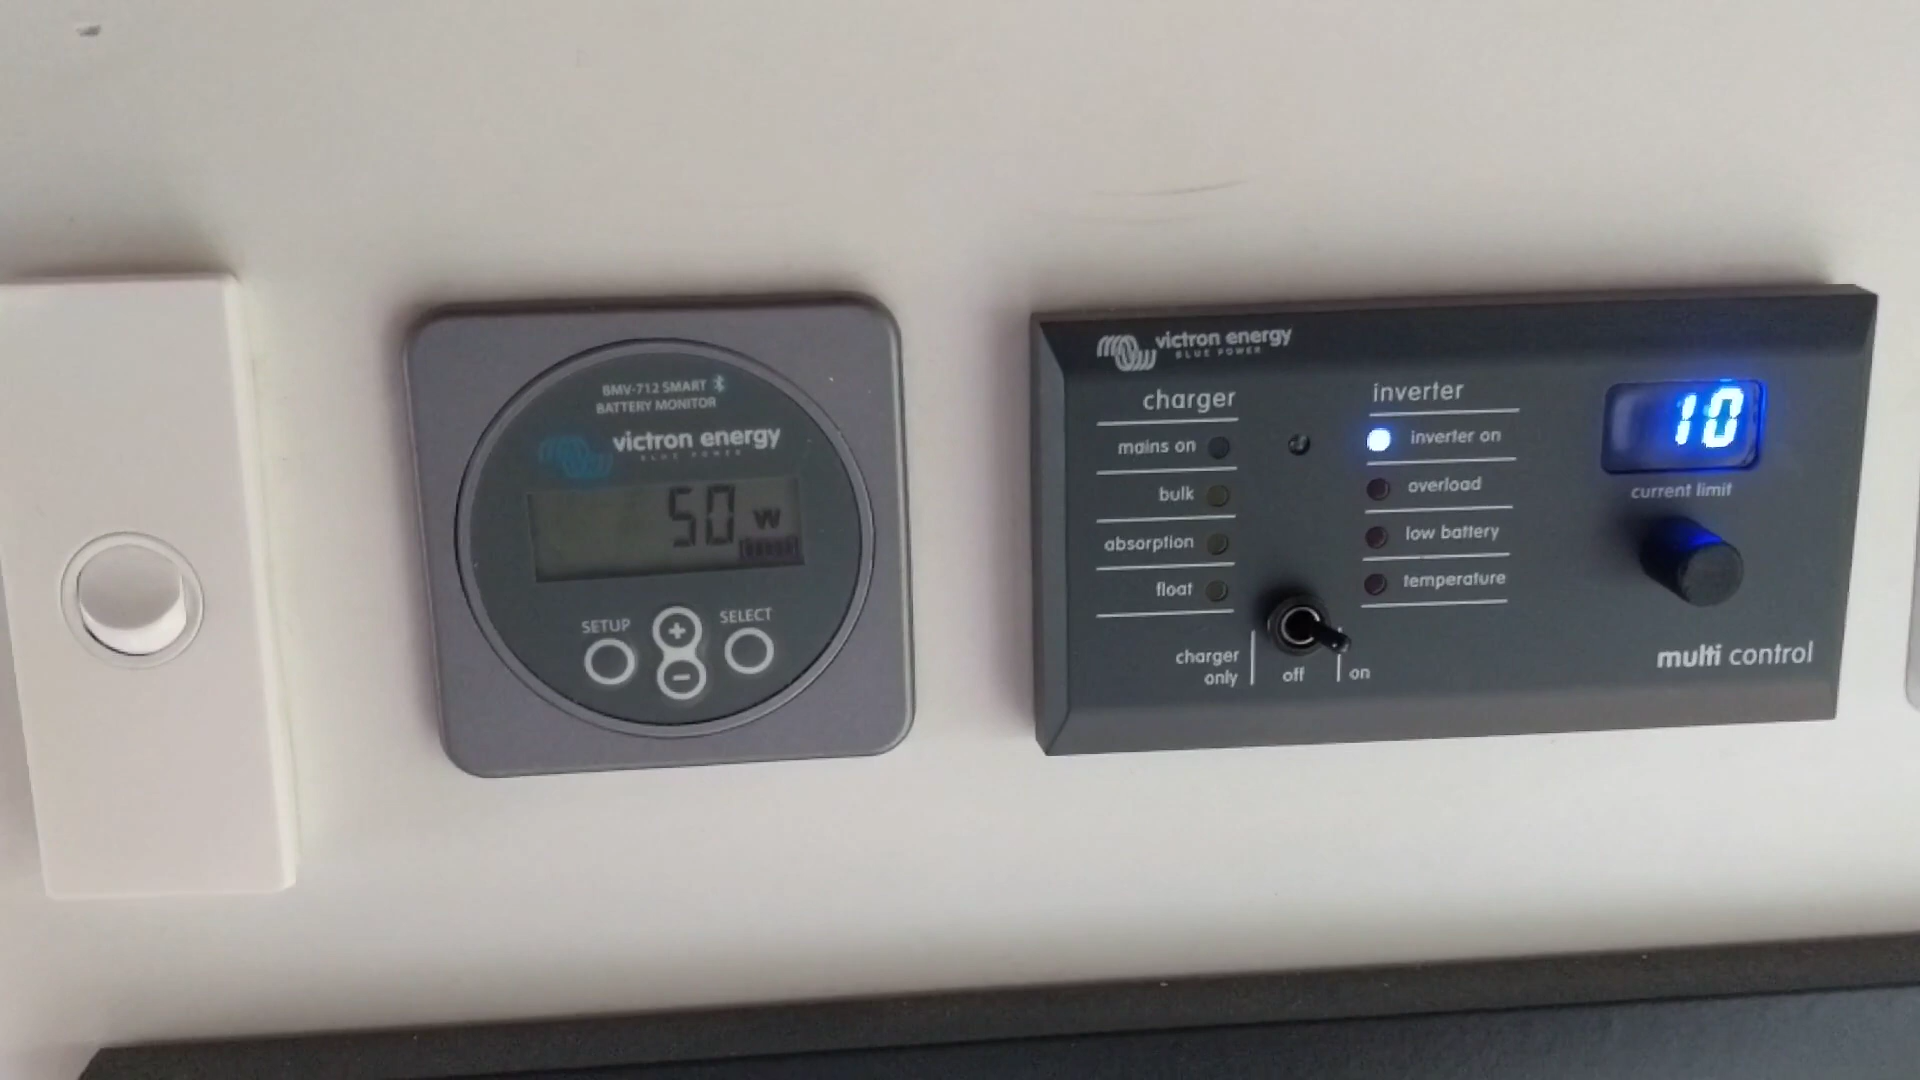 BMV-712 SMART
BATTERY MONITOR
victron energy
BLUE POWER
50 W
SETUP
SELECT
+
−
victron energy
BLUE POWER
charger
mains on
bulk
absorption
float
inverter
inverter on
overload
low battery
temperature
10
current limit
charger
only
off
on
multi control